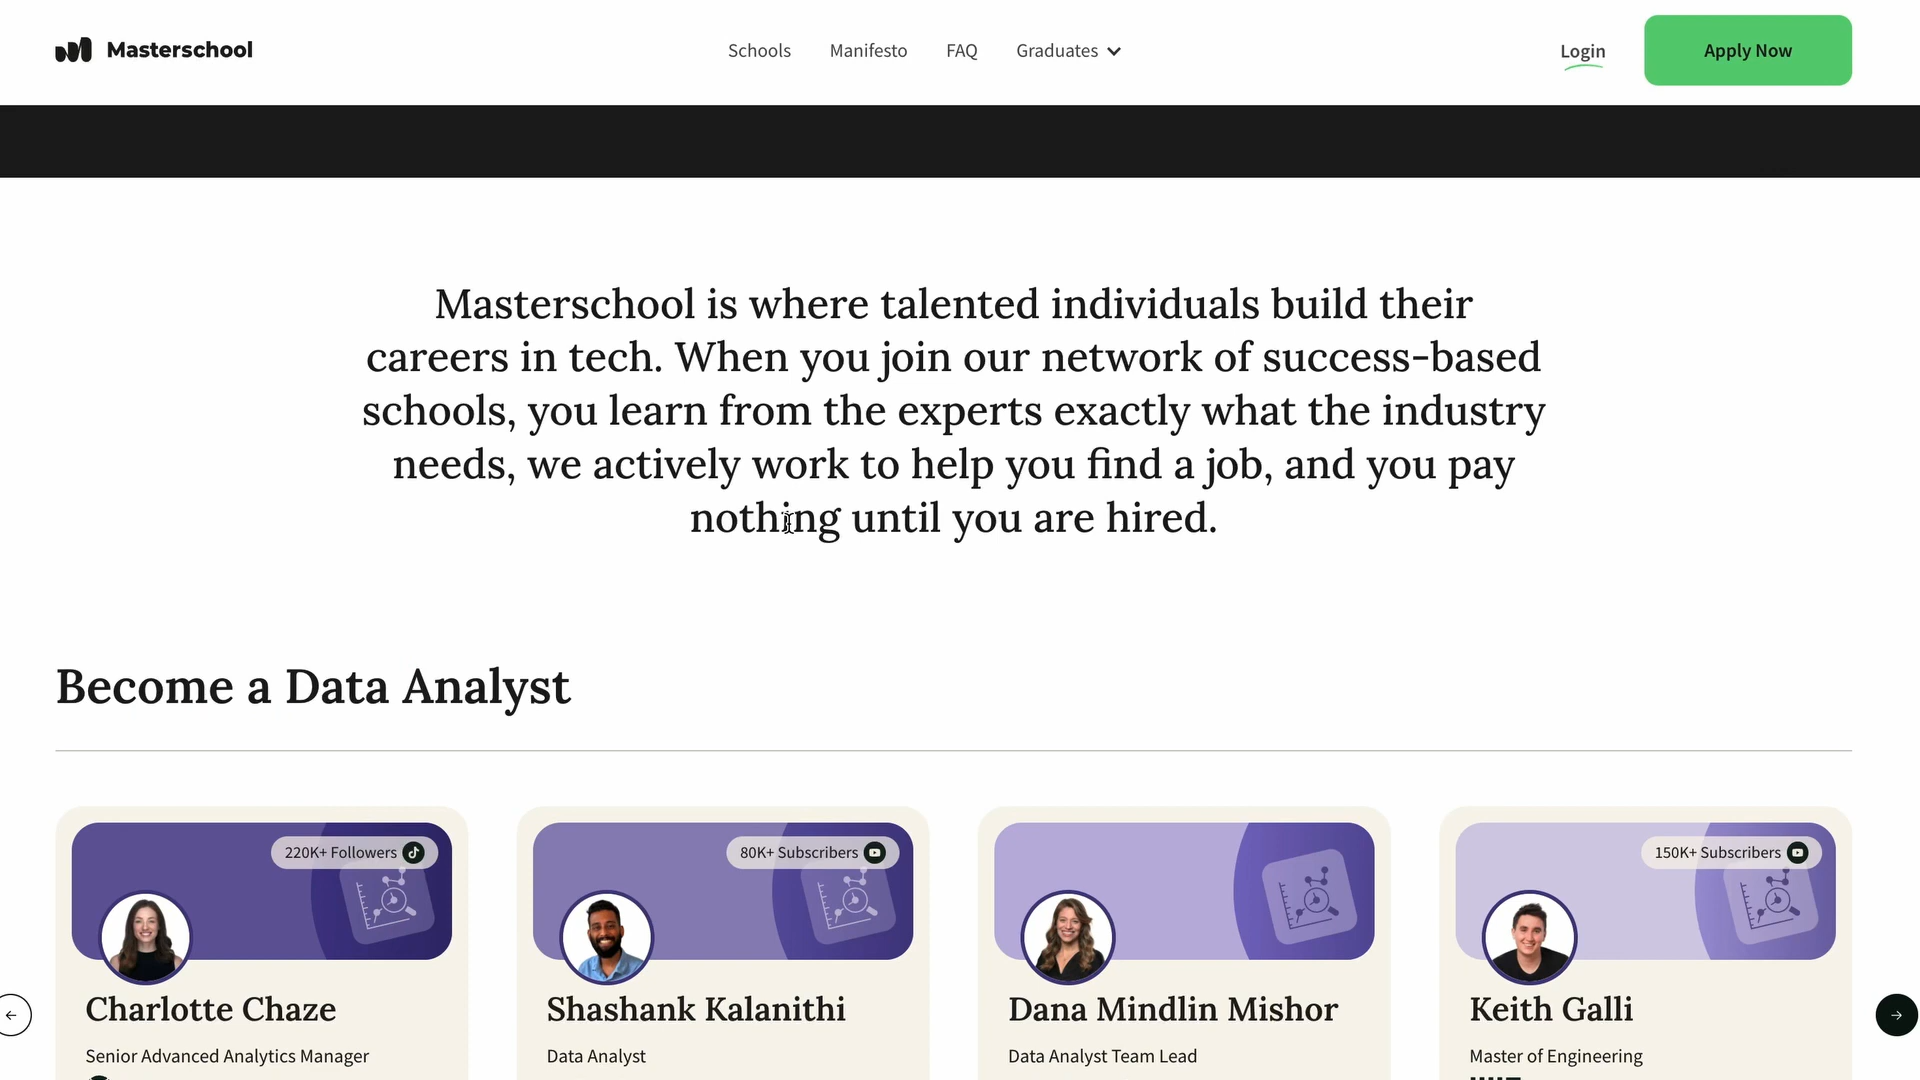 Masterschool
Schools
Manifesto
FAQ
Graduates
Login
Apply Now
Masterschool is where talented individuals build their
careers in tech. When you join our network of success-based
schools, you learn from the experts exactly what the industry
needs, we actively work to help you find a job, and you pay
nothing until you are hired.
Become a Data Analyst
220K+ Followers
Charlotte Chaze
Senior Advanced Analytics Manager
80K+ Subscribers
Shashank Kalanithi
Data Analyst
Dana Mindlin Mishor
Data Analyst Team Lead
150K+ Subscribers
Keith Galli
Master of Engineering